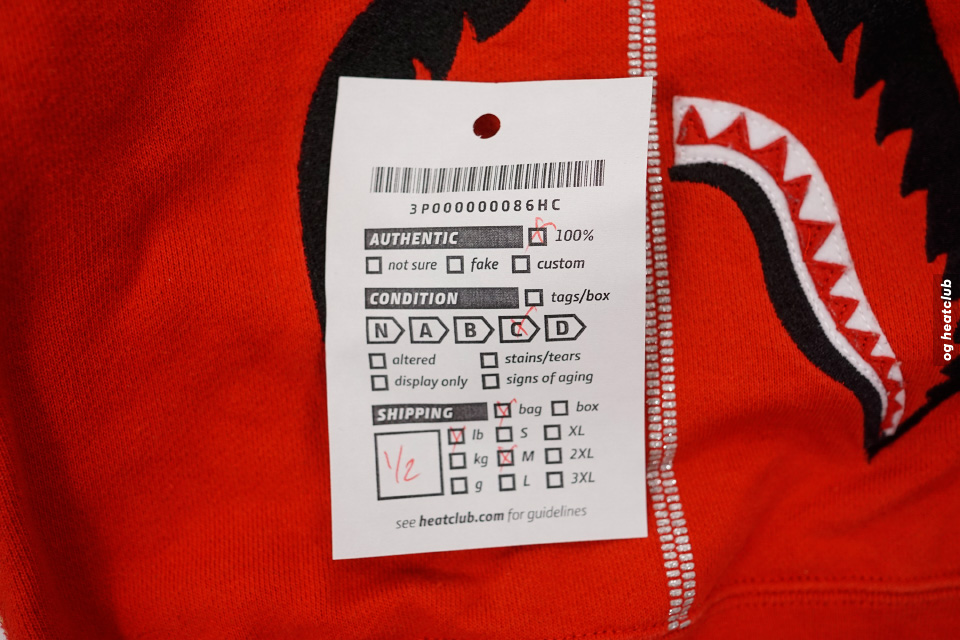 3P000000086HC
AUTHENTIC 100%
not sure fake custom
CONDITION tags/box
N A B C D
altered stains/tears
display only signs of aging
SHIPPING bag box
lb S XL
1/2 kg M 2XL
g L 3XL
see heatclub.com for guidelines
og heatclub